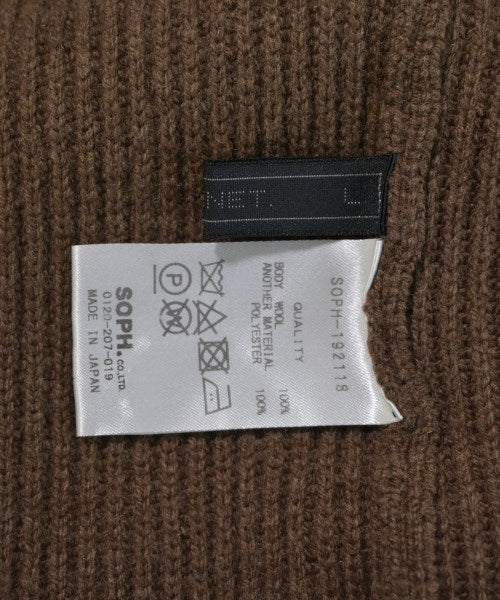 NET.
L
SOPH-192118
QUALITY
BODY WOOL 100%
ANOTHER MATERIAL
POLYESTER 100%
P
W
SOPH.CO.,LTD.
0120-207-019
MADE IN JAPAN